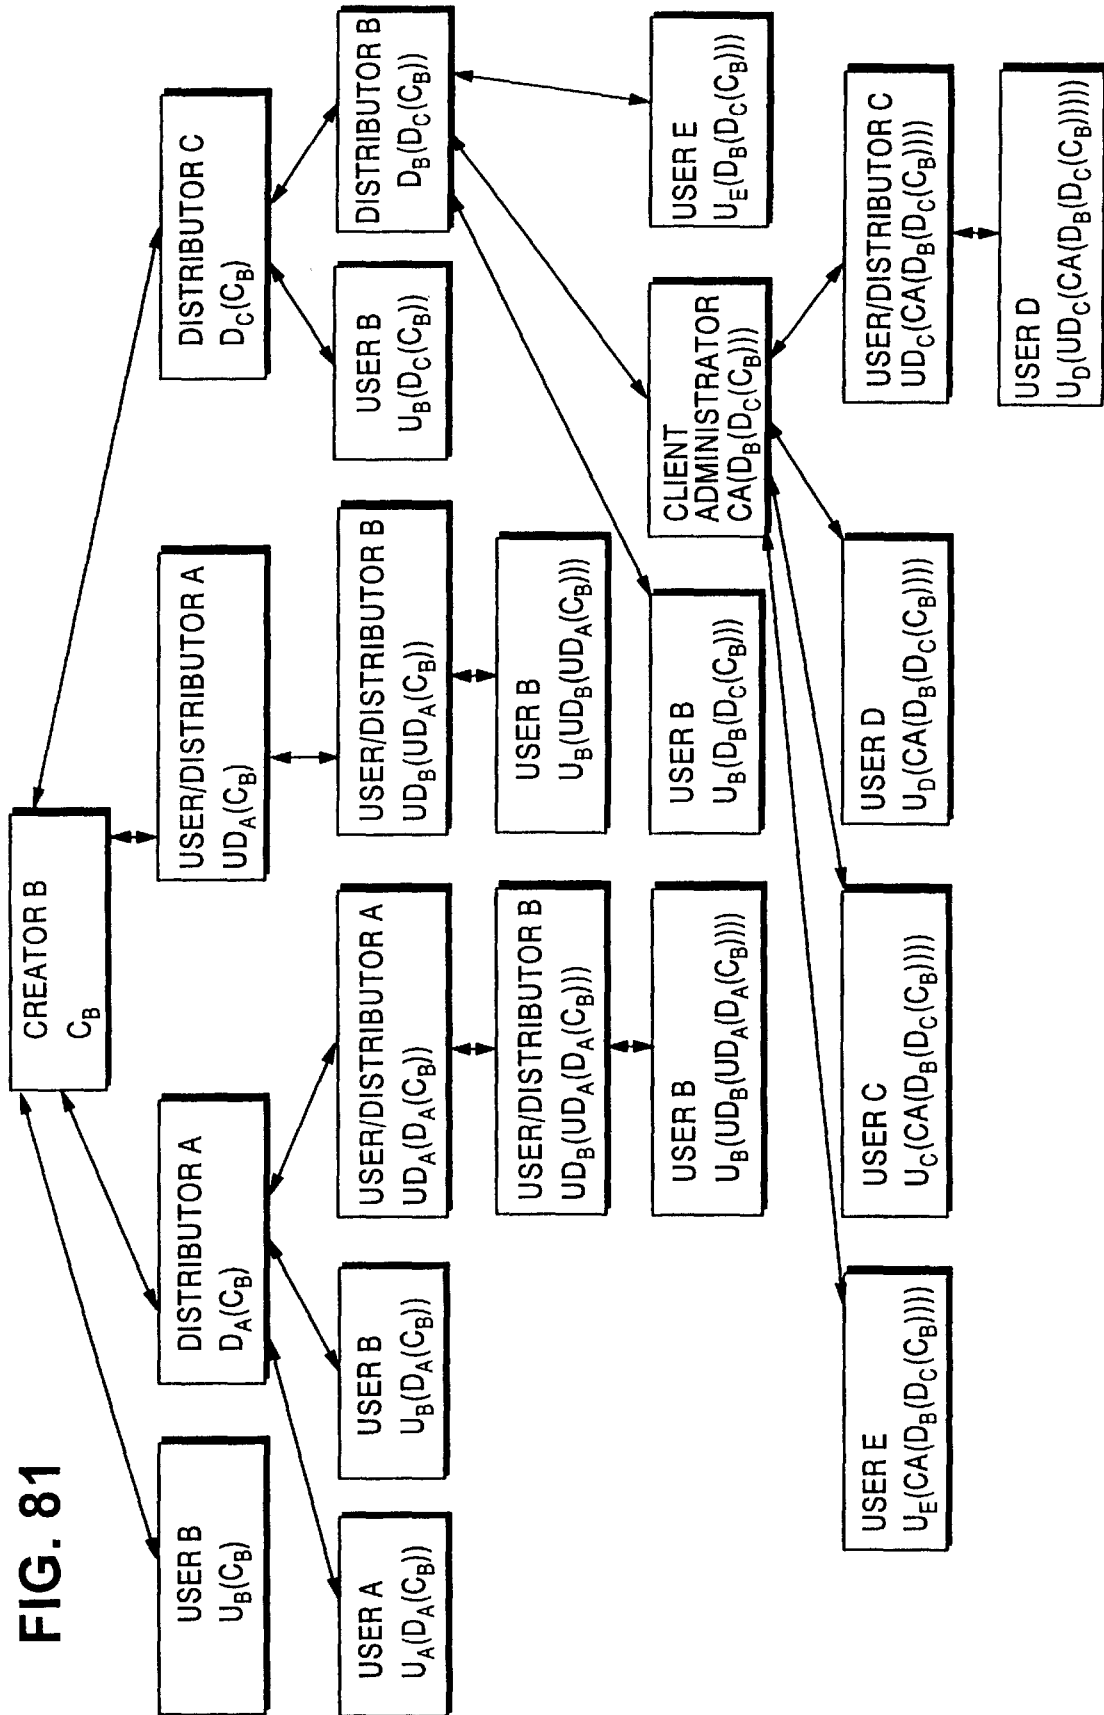 FIG. 81
CREATOR B
C_B
USER B
U_B(C_B)
DISTRIBUTOR A
D_A(C_B)
USER/DISTRIBUTOR A
UD_A(C_B)
DISTRIBUTOR C
D_C(C_B)
USER A
U_A(D_A(C_B))
USER B
U_B(D_A(C_B))
USER/DISTRIBUTOR A
UD_A(D_A(C_B))
USER/DISTRIBUTOR B
UD_B(UD_A(C_B))
USER B
U_B(D_C(C_B))
DISTRIBUTOR B
D_B(D_C(C_B))
USER/DISTRIBUTOR B
UD_B(UD_A(D_A(C_B)))
USER B
U_B(UD_B(UD_A(C_B)))
USER B
U_B(UD_B(UD_A(D_A(C_B))))
USER B
U_B(D_B(D_C(C_B)))
CLIENT
ADMINISTRATOR
CA(D_B(D_C(C_B)))
USER E
U_E(D_B(D_C(C_B)))
USER E
U_E(CA(D_B(D_C(C_B))))
USER C
U_C(CA(D_B(D_C(C_B))))
USER D
U_D(CA(D_B(D_C(C_B))))
USER/DISTRIBUTOR C
UD_C(CA(D_B(D_C(C_B))))
USER D
U_D(UD_C(CA(D_B(D_C(C_B)))))